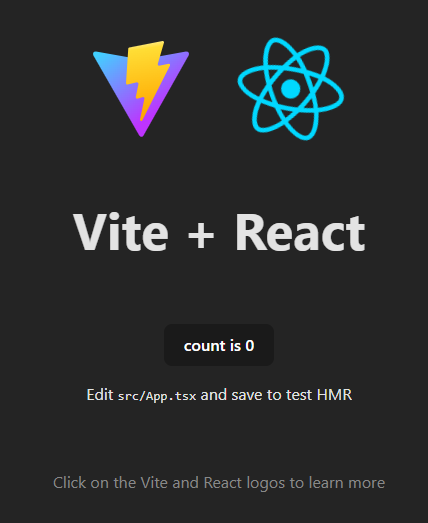 Vite + React
count is 0
Edit src/App.tsx and save to test HMR
Click on the Vite and React logos to learn more